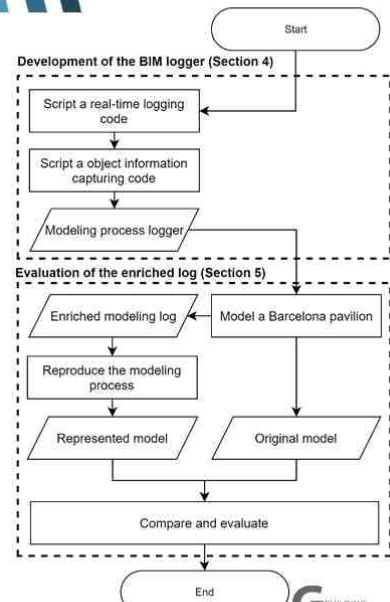 Start
Development of the BIM logger (Section 4)
Script a real-time logging
code
Script a object information
capturing code
Modeling process logger
Evaluation of the enriched log (Section 5)
Enriched modeling log
Model a Barcelona pavilion
Reproduce the modeling
process
Represented model
Original model
Compare and evaluate
End